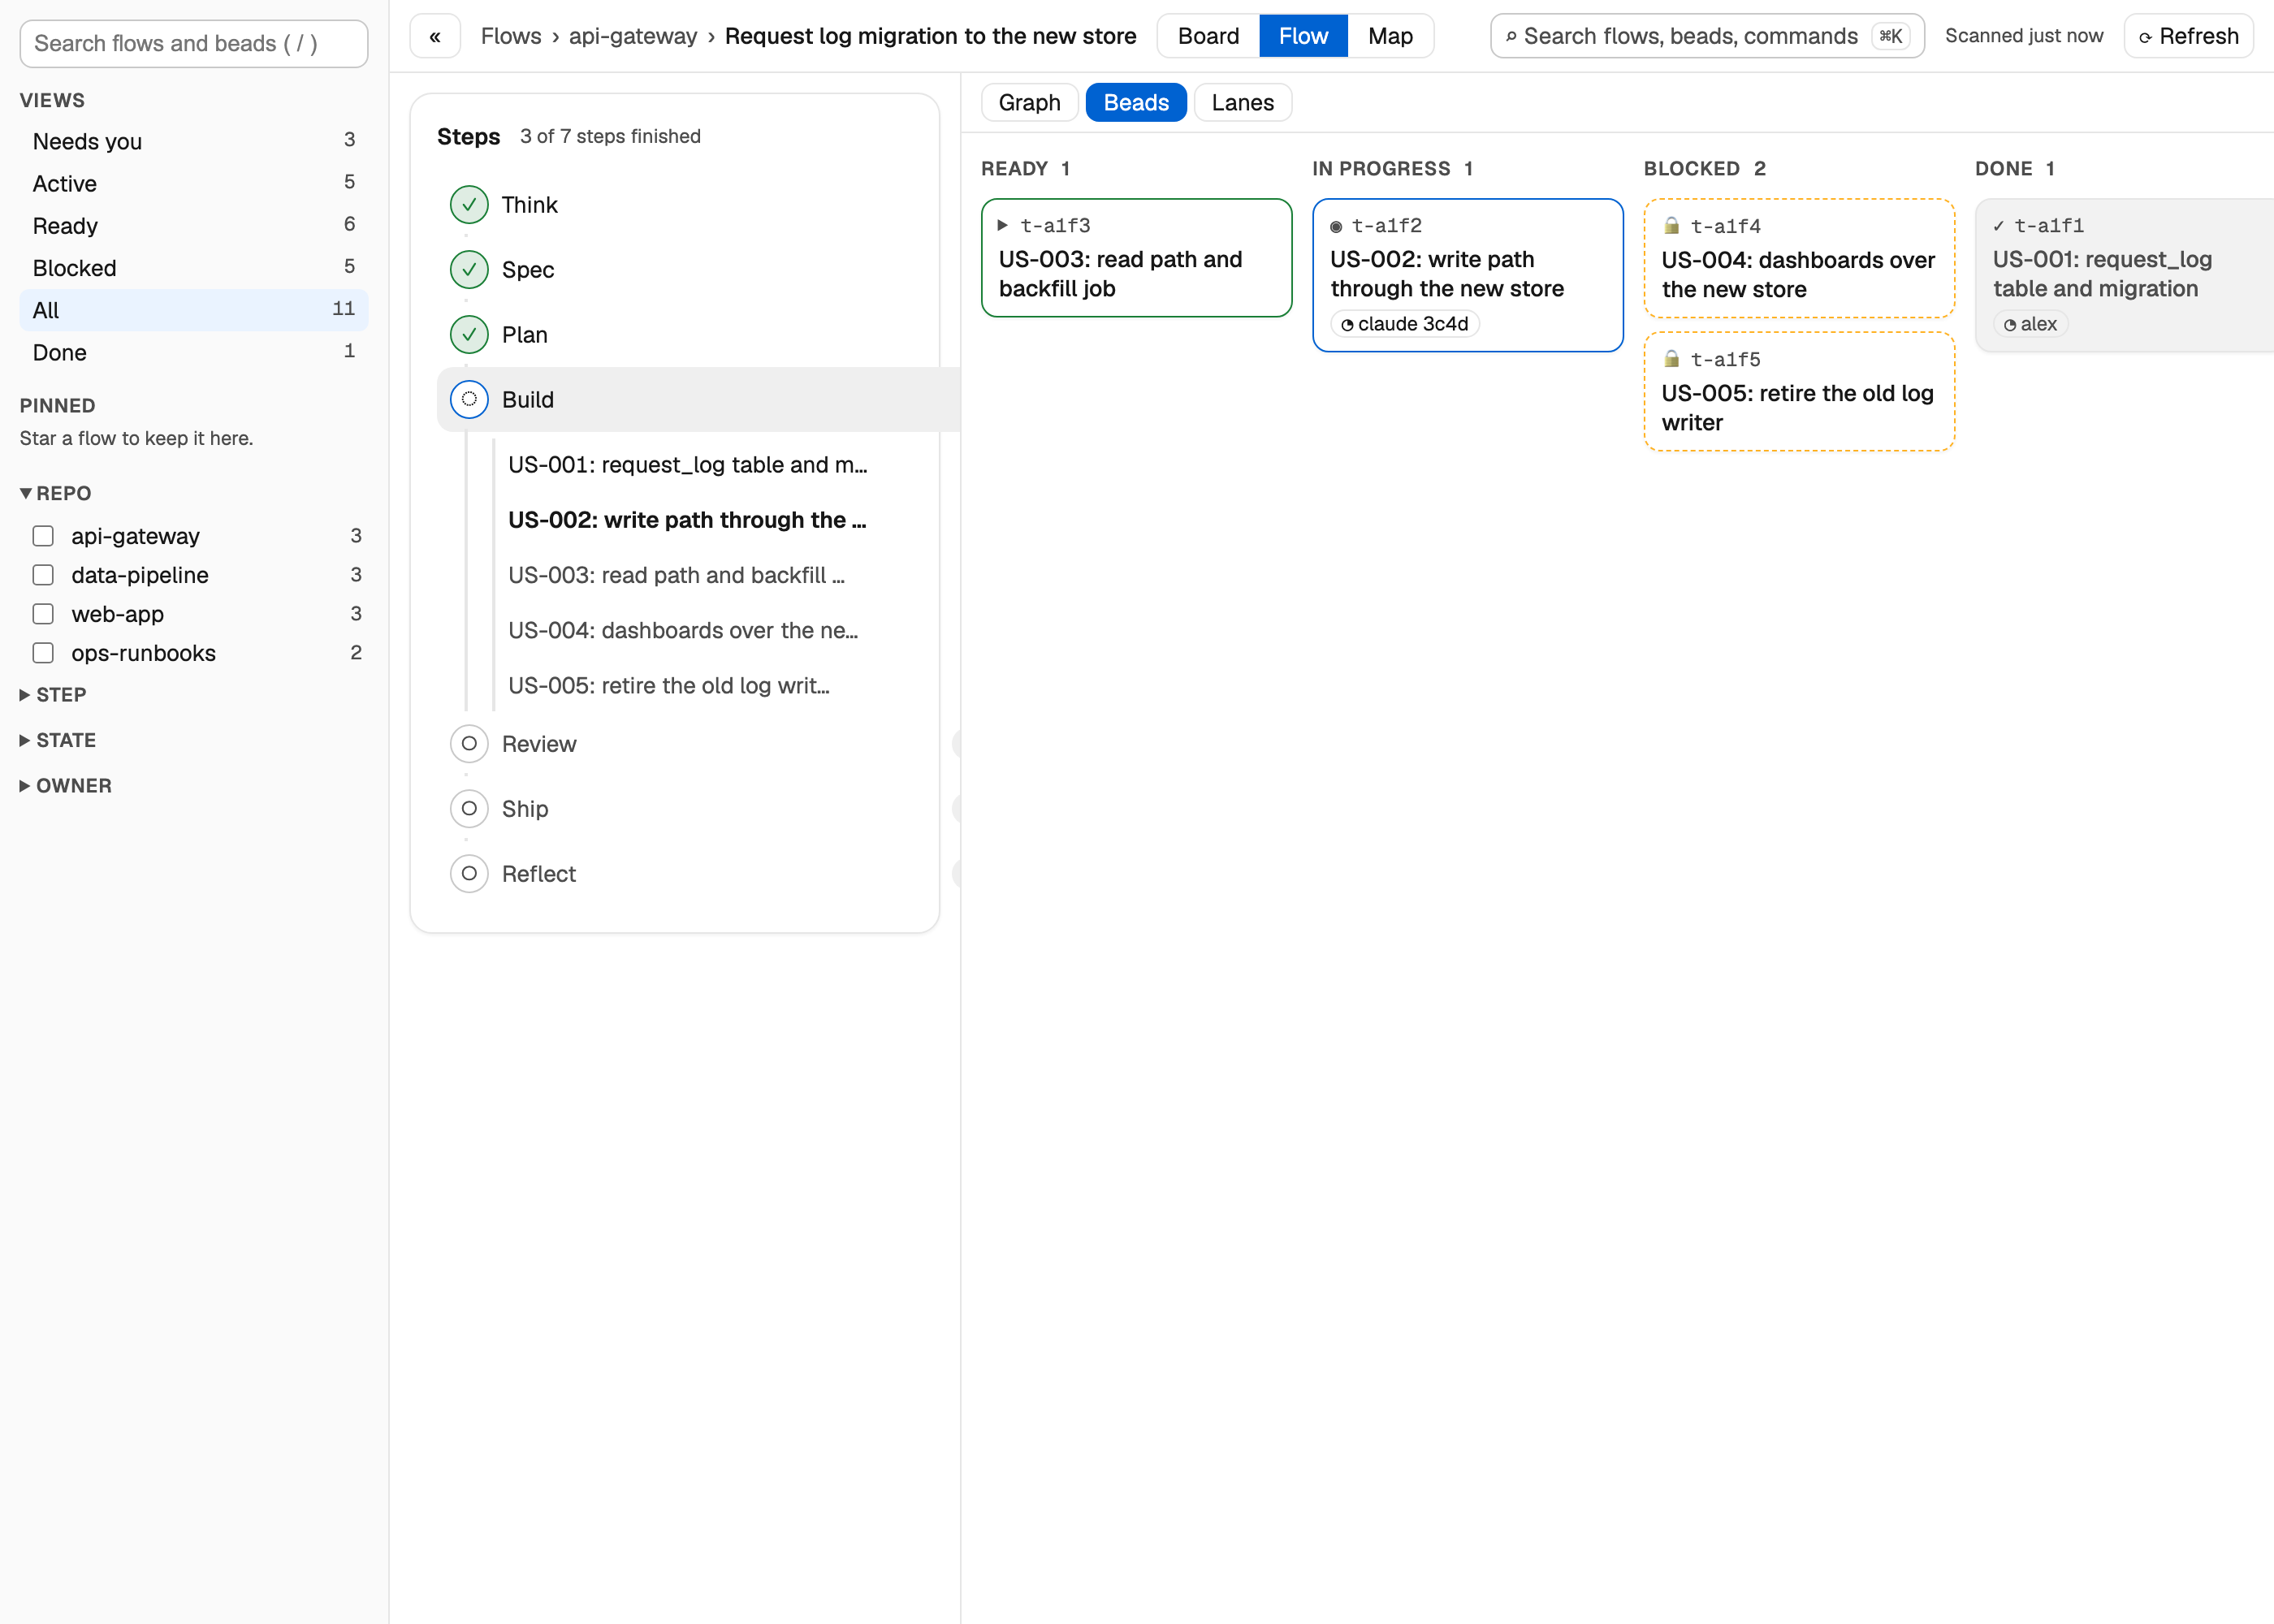 Search flows and beads ( / )
VIEWS
Needs you 3
Active 5
Ready 6
Blocked 5
All 11
Done 1
PINNED
Star a flow to keep it here.
▼ REPO
api-gateway 3
data-pipeline 3
web-app 3
ops-runbooks 2
▶ STEP
▶ STATE
▶ OWNER
«
Flows › api-gateway › Request log migration to the new store
Board Flow Map
Search flows, beads, commands ⌘K
Scanned just now
Refresh
Steps 3 of 7 steps finished
Think
Spec
Plan
Build
US-001: request_log table and m...
US-002: write path through the ...
US-003: read path and backfill ...
US-004: dashboards over the ne...
US-005: retire the old log writ...
Review
Ship
Reflect
Graph Beads Lanes
READY 1
t-a1f3
US-003: read path and
backfill job
IN PROGRESS 1
t-a1f2
US-002: write path
through the new store
claude 3c4d
BLOCKED 2
t-a1f4
US-004: dashboards over
the new store
t-a1f5
US-005: retire the old log
writer
DONE 1
t-a1f1
US-001: request_log
table and migration
alex